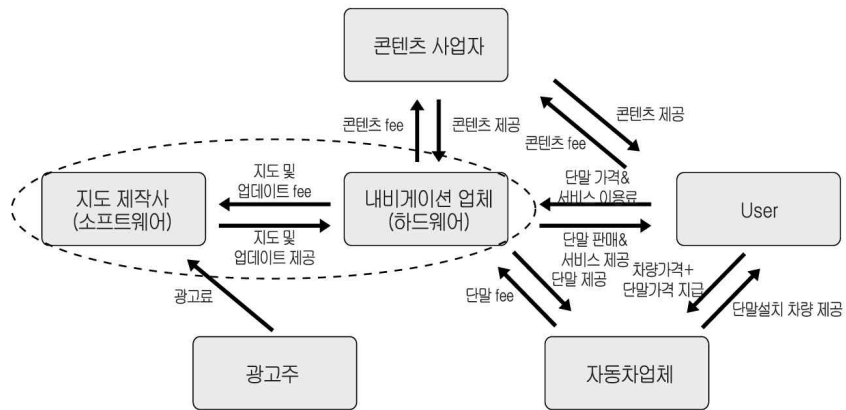 콘텐츠 사업자
콘텐츠 fee
콘텐츠 제공
콘텐츠 제공
콘텐츠 fee
지도 제작사
(소프트웨어)
지도 및
업데이트 fee
지도 및
업데이트 제공
내비게이션 업체
(하드웨어)
단말 가격&
서비스 이용료
단말 판매&
서비스 제공
User
광고료
단말 fee
단말 제공
차량가격+
단말가격 지급
단말설치 차량 제공
광고주
자동차업체